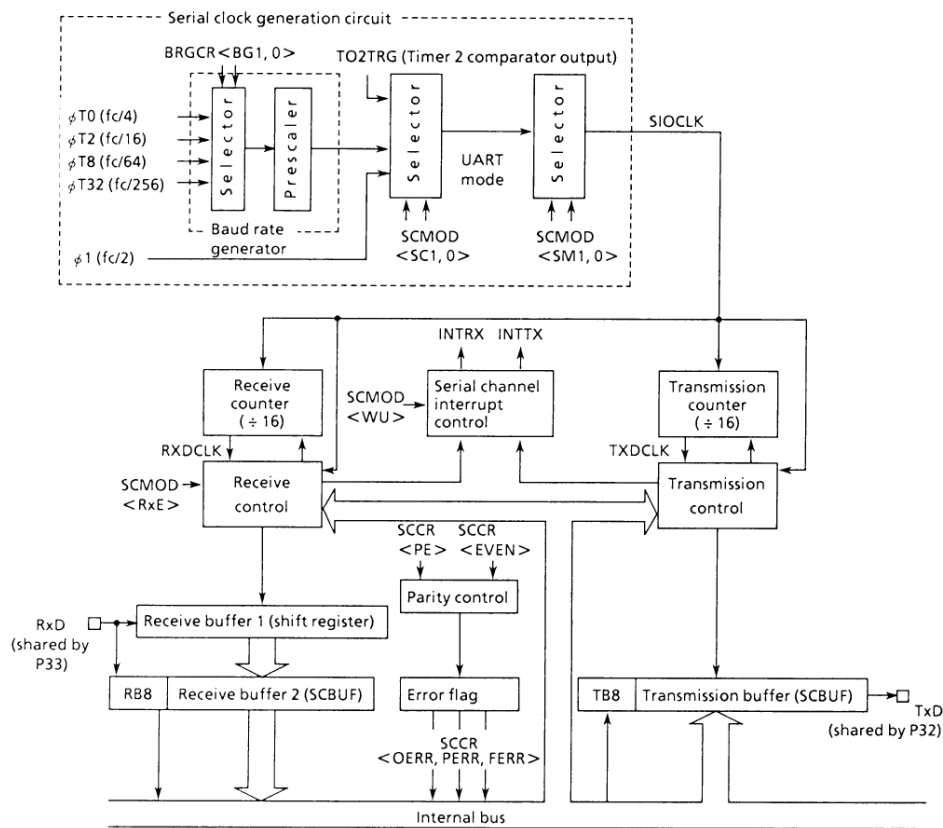 Serial clock generation circuit
BRGCR<BG1, 0>
TO2TRG (Timer 2 comparator output)
φT0 (fc/4)
φT2 (fc/16)
φT8 (fc/64)
φT32 (fc/256)
Selector
Prescaler
Selector
Selector
SIOCLK
UART
mode
Baud rate
generator
SCMOD
<SC1, 0>
SCMOD
<SM1, 0>
φ1 (fc/2)
INTRX
INTTX
Receive
counter
(÷ 16)
SCMOD
<WU>
Serial channel
interrupt
control
Transmission
counter
(÷ 16)
RXDCLK
TXDCLK
SCMOD
<RxE>
Receive
control
Transmission
control
SCCR
<PE>
SCCR
<EVEN>
Parity control
RxD
(shared by
P33)
Receive buffer 1 (shift register)
RB8
Receive buffer 2 (SCBUF)
Error flag
TB8
Transmission buffer (SCBUF)
TxD
(shared by P32)
SCCR
<OERR, PERR, FERR>
Internal bus